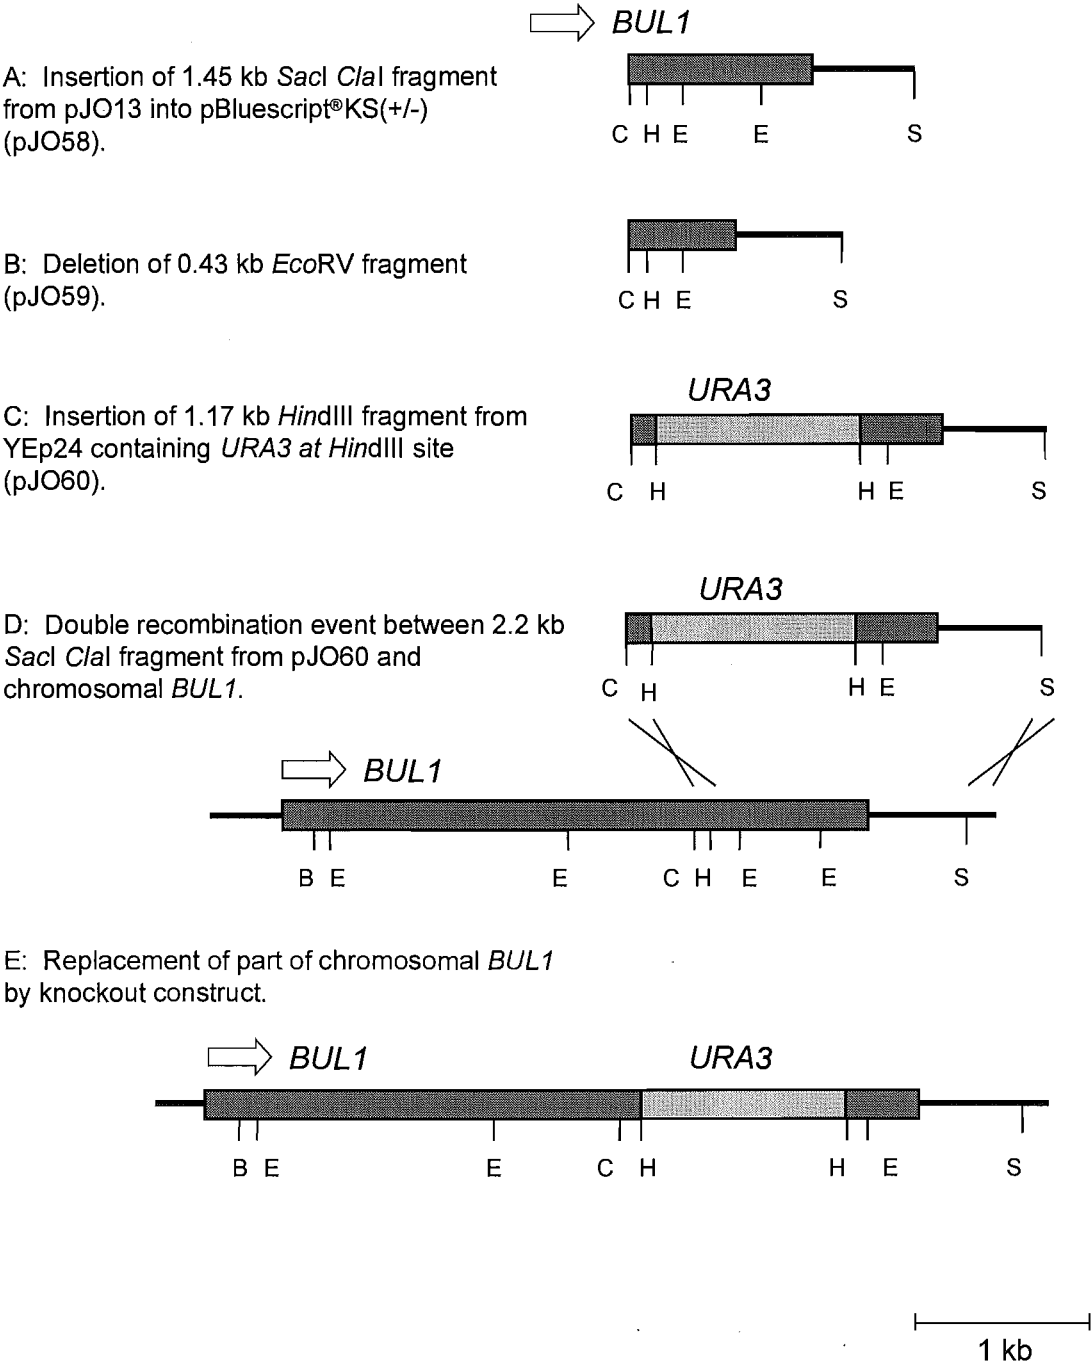 BUL1
A: Insertion of 1.45 kb SacI ClaI fragment
from pJO13 into pBluescript®KS(+/-)
(pJO58).
C H E E S
B: Deletion of 0.43 kb EcoRV fragment
(pJO59).
C H E S
URA3
C: Insertion of 1.17 kb HindIII fragment from
YEp24 containing URA3 at HindIII site
(pJO60).
C H H E S
URA3
D: Double recombination event between 2.2 kb
SacI ClaI fragment from pJO60 and
chromosomal BUL1.
C H H E S
BUL1
B E E C H E E S
E: Replacement of part of chromosomal BUL1
by knockout construct.
BUL1 URA3
B E E C H H E S
1 kb